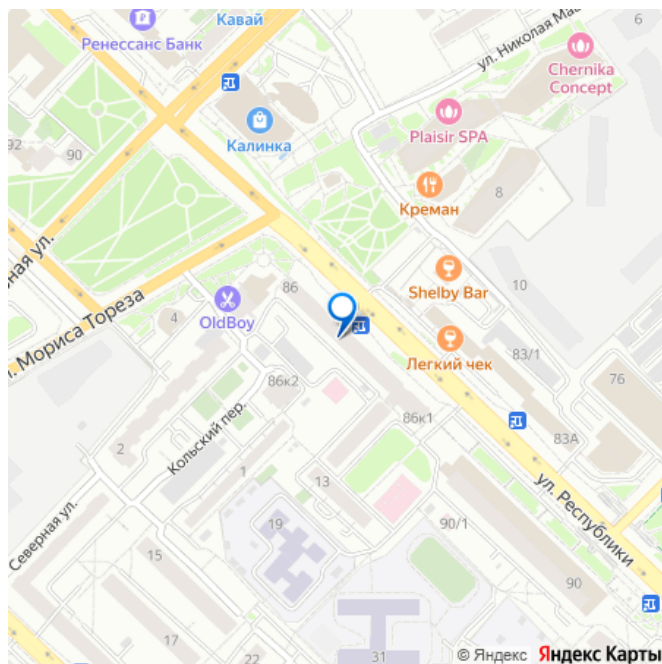 Кавай
6
Ренессанс Банк
ул. Николая Маш
Chernika
Concept
Калинка
Plaisir SPA
92
90
8
Креман
ная ул.
86
Shelby Bar
10
OldBoy
4
Мориса Тореза
Легкий чек
83/1
76
86к2
86к1
Кольский пер.
83А
2
1
13
ул. Республики
19
90/1
Северная ул.
15
90
17
22
31
© Яндекс Яндекс Карты